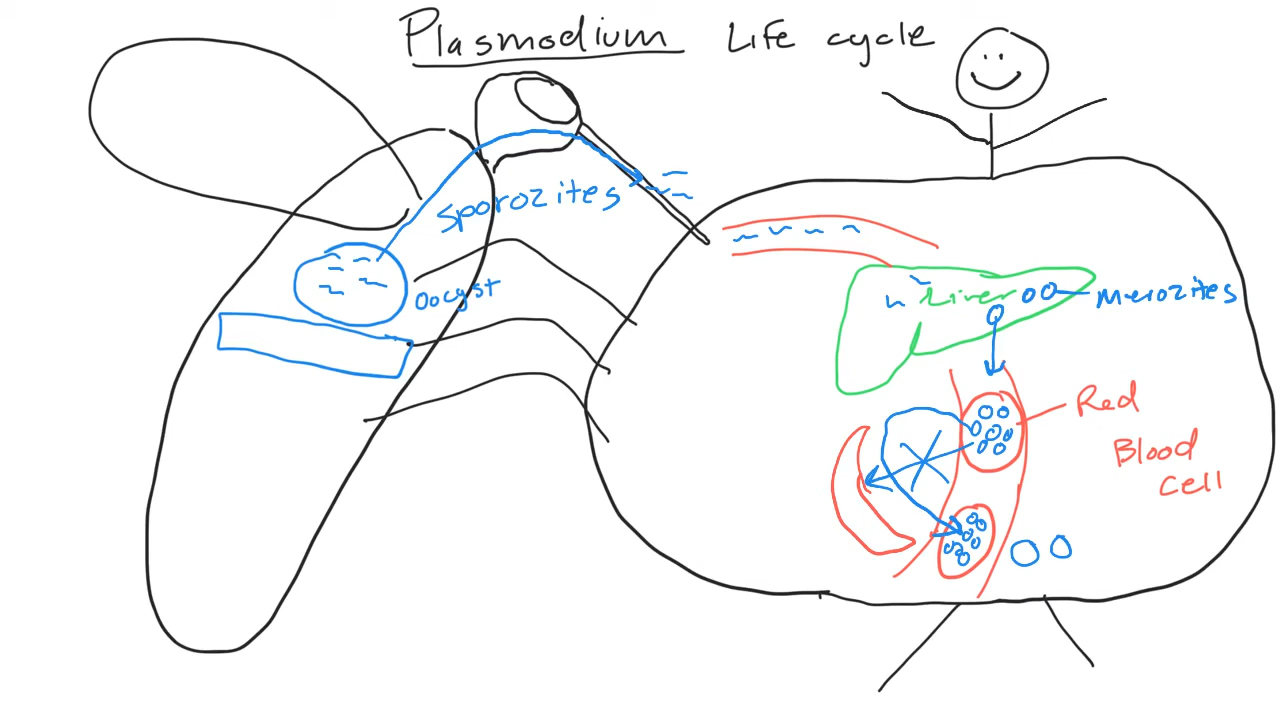 Plasmodium Life cycle
sporozites
oocyst
Liver
merozites
Red
Blood
Cell